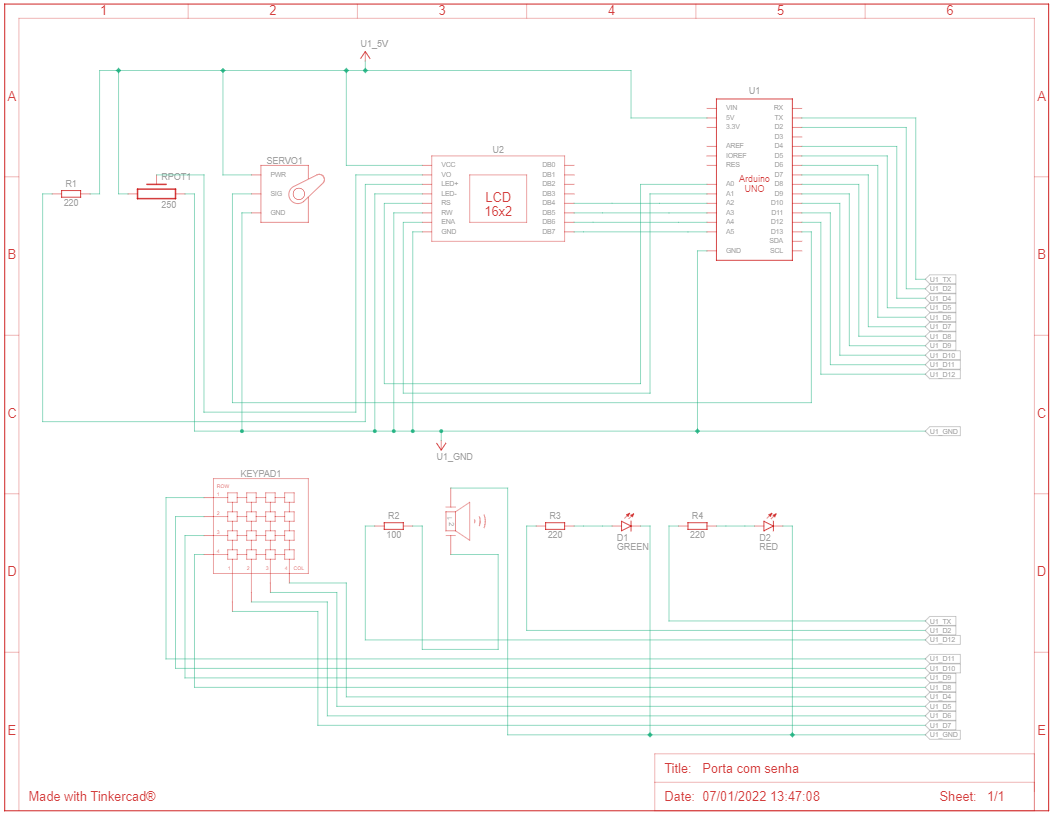 1 2 3 4 5 6
U1_5V
A A
U1
VIN RX
5V TX
3.3V D2
D3
AREF D4
IOREF D5
RES D6
D7
A0 D8
A1 D9
A2 D10
A3 D11
A4 D12
A5 D13
SDA
GND SCL
Arduino
UNO
U2
VCC DB0
VO DB1
LED+ DB2
LED- DB3
RS DB4
RW DB5
ENA DB6
GND DB7
LCD
16x2
SERVO1
PWR
SIG
GND
R1
220
RPOT1
250
B B
U1_TX
U1_D2
U1_D4
U1_D5
U1_D6
U1_D7
U1_D8
U1_D9
U1_D10
U1_D11
U1_D12
C C
U1_GND
U1_GND
KEYPAD1
ROW
1
2
3
4
1 2 3 4 COL
R2
100
R3
220
D1
GREEN
R4
220
D2
RED
D D
U1_TX
U1_D2
U1_D12
U1_D11
U1_D10
U1_D9
U1_D8
U1_D4
U1_D5
U1_D6
U1_D7
U1_GND
E E
Title: Porta com senha
Made with Tinkercad®
Date: 07/01/2022 13:47:08 Sheet: 1/1